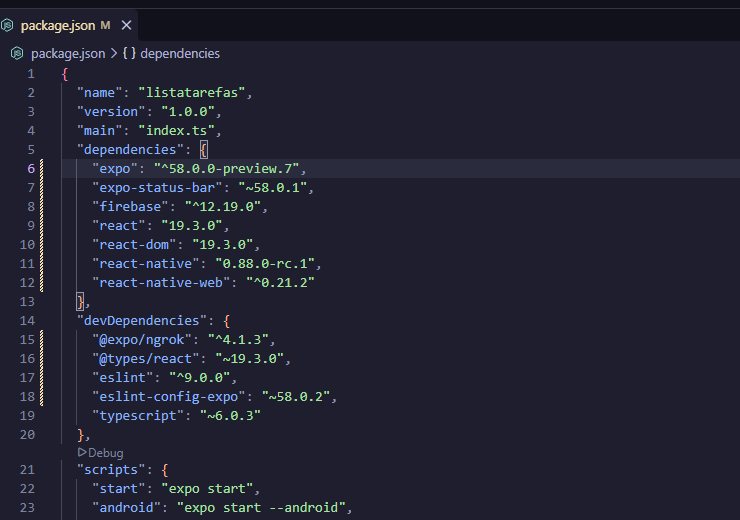 package.json M
package.json > { } dependencies
1 {
2 "name": "listatarefas",
3 "version": "1.0.0",
4 "main": "index.ts",
5 "dependencies": {
6 "expo": "^58.0.0-preview.7",
7 "expo-status-bar": "~58.0.1",
8 "firebase": "^12.19.0",
9 "react": "19.3.0",
10 "react-dom": "19.3.0",
11 "react-native": "0.88.0-rc.1",
12 "react-native-web": "^0.21.2"
13 },
14 "devDependencies": {
15 "@expo/ngrok": "^4.1.3",
16 "@types/react": "~19.3.0",
17 "eslint": "^9.0.0",
18 "eslint-config-expo": "~58.0.2",
19 "typescript": "~6.0.3"
20 },
Debug
21 "scripts": {
22 "start": "expo start",
23 "android": "expo start --android",